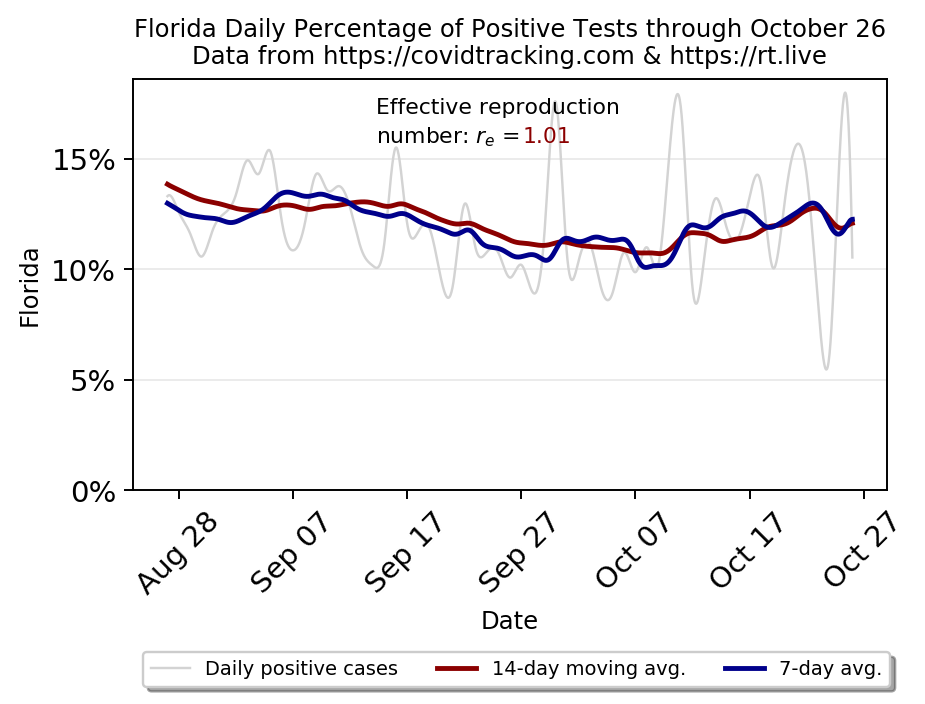 Florida Daily Percentage of Positive Tests through October 26
Data from https://covidtracking.com & https://rt.live
Effective reproduction
number: rₑ =1.01
15%
10%
5%
0%
Florida
Aug 28
Sep 07
Sep 17
Sep 27
Oct 07
Oct 17
Oct 27
Date
Daily positive cases
14-day moving avg.
7-day avg.